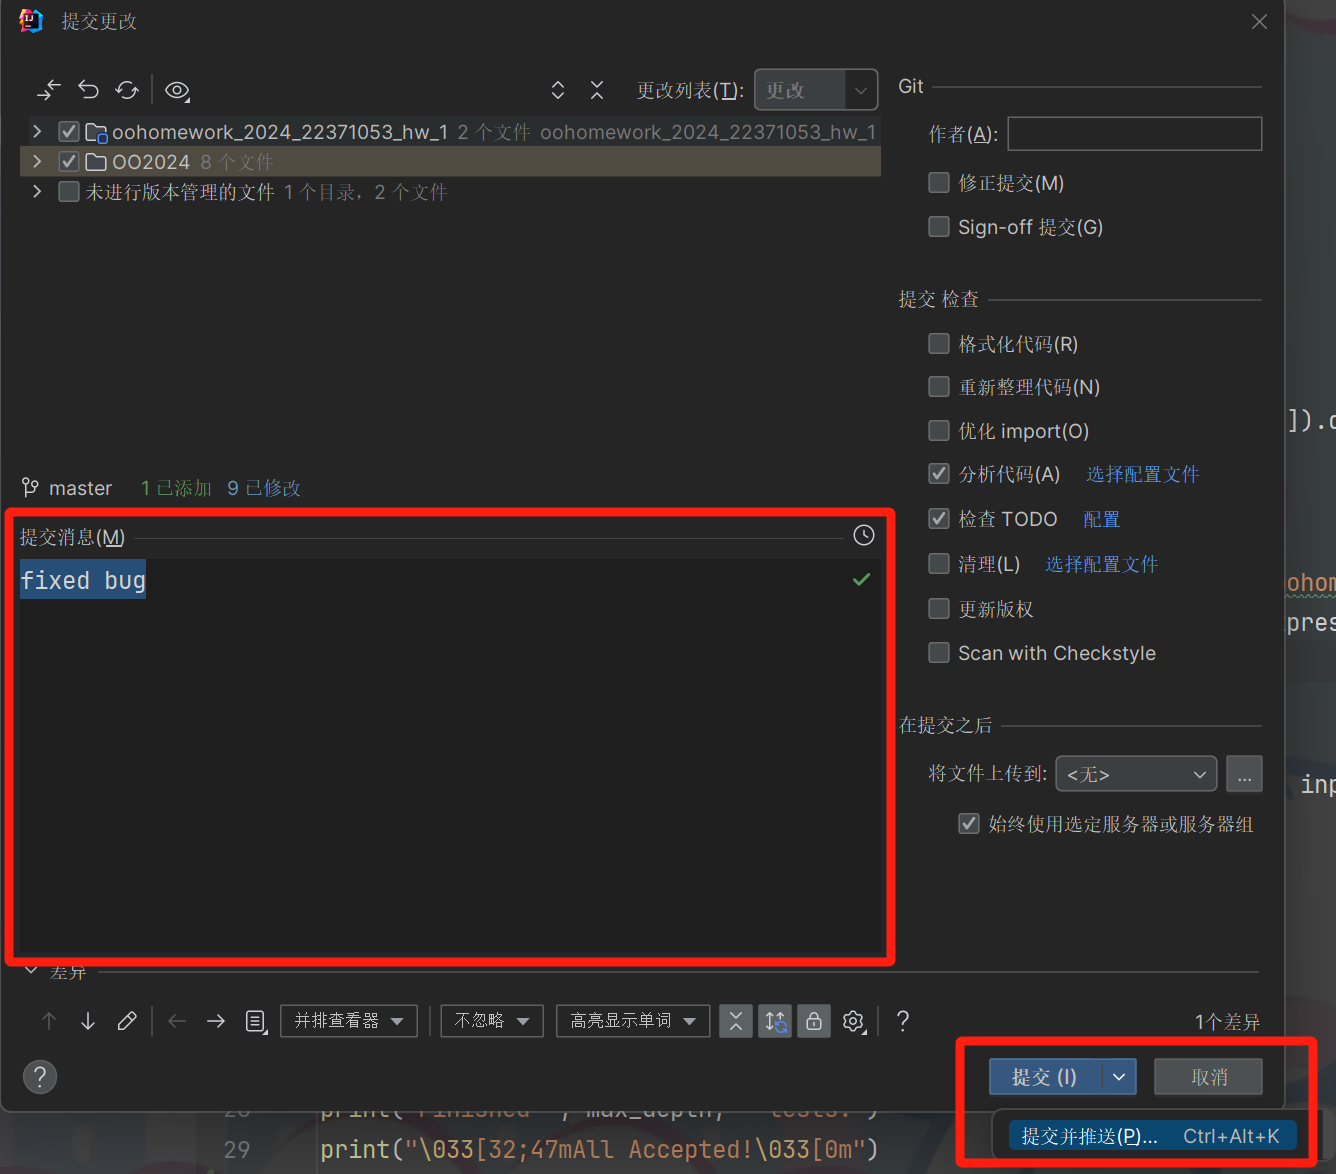 提交更改
更改列表(T): 更改
oohomework_2024_22371053_hw_1 2 个文件 oohomework_2024_22371053_hw_1
OO2024 8 个文件
未进行版本管理的文件 1 个目录，2 个文件
master 1 已添加 9 已修改
提交消息(M)
fixed bug
Git
作者(A):
修正提交(M)
Sign-off 提交(G)
提交 检查
格式化代码(R)
重新整理代码(N)
优化 import(O)
分析代码(A) 选择配置文件
检查 TODO 配置
清理(L) 选择配置文件
更新版权
Scan with Checkstyle
在提交之后
将文件上传到: <无> ...
始终使用选定服务器或服务器组
差异
并排查看器 不忽略 高亮显示单词 ? 1个差异
? 提交 (I) 取消
提交并推送(P)... Ctrl+Alt+K
29 print("\033[32;47mAll Accepted!\033[0m")
]).
ohom
pres
inp